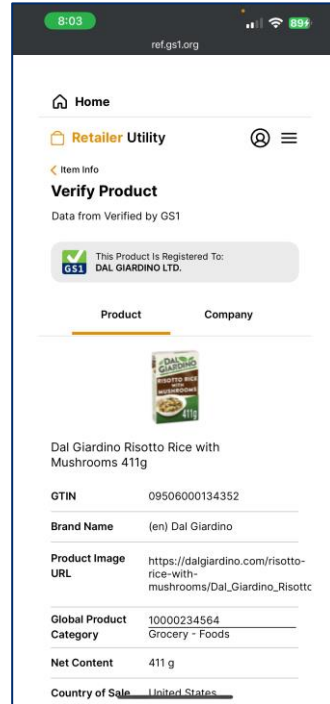 8:03
89
ref.gs1.org
Home
Retailer Utility
Item Info
Verify Product
Data from Verified by GS1
GS1
This Product Is Registered To:
DAL GIARDINO LTD.
Product Company
DAL GIARDINO
RISOTTO RICE
WITH
MUSHROOMS
411g
Dal Giardino Risotto Rice with
Mushrooms 411g
GTIN 09506000134352
Brand Name (en) Dal Giardino
Product Image
URL
https://dalgiardino.com/risotto-
rice-with-
mushrooms/Dal_Giardino_Risottc
Global Product
Category
10000234564
Grocery - Foods
Net Content 411 g
Country of Sale United States